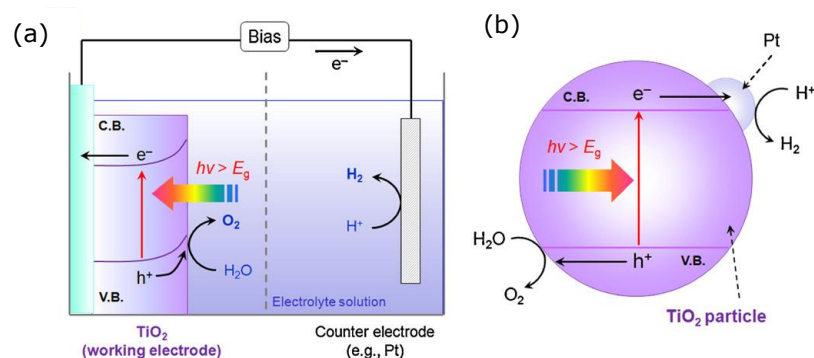 (a)
Bias
e⁻
C.B.
e⁻
hν > Eg
O₂
H₂O
h⁺
V.B.
H₂
H⁺
Electrolyte solution
TiO₂
(working electrode)
Counter electrode
(e.g., Pt)
(b)
Pt
C.B.
e⁻
H⁺
H₂
hν > Eg
H₂O
O₂
h⁺
V.B.
TiO₂ particle